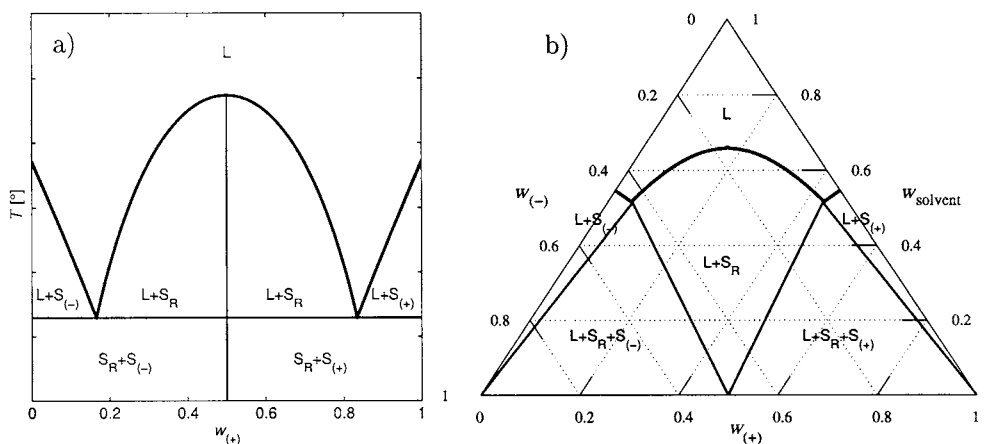 a)
L
T [°]
L+S(-)
L+SR
L+SR
L+S(+)
SR+S(-)
SR+S(+)
0
0.2
0.4
0.6
0.8
1
w(+)
b)
0
1
0.2
0.8
L
0.4
0.6
w(-)
wsolvent
L+S(-)
L+S(+)
0.6
0.4
L+SR
0.8
0.2
L+SR+S(-)
L+SR+S(+)
1
0
0
0.2
0.4
0.6
0.8
1
w(+)